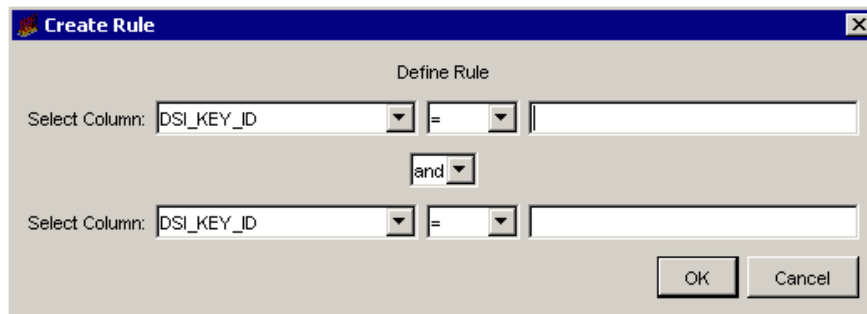 Create Rule
Define Rule
Select Column: DSI_KEY_ID =
and
Select Column: DSI_KEY_ID =
OK Cancel